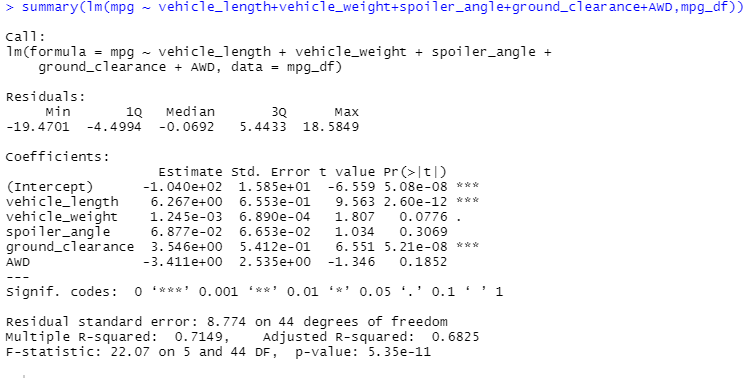 > summary(lm(mpg ~ vehicle_length+vehicle_weight+spoiler_angle+ground_clearance+AWD,mpg_df))

Call:
lm(formula = mpg ~ vehicle_length + vehicle_weight + spoiler_angle +
    ground_clearance + AWD, data = mpg_df)

Residuals:
     Min       1Q   Median       3Q      Max
-19.4701  -4.4994  -0.0692   5.4433  18.5849

Coefficients:
                   Estimate Std. Error t value Pr(>|t|)
(Intercept)      -1.040e+02  1.585e+01  -6.559 5.08e-08 ***
vehicle_length    6.267e+00  6.553e-01   9.563 2.60e-12 ***
vehicle_weight    1.245e-03  6.890e-04   1.807   0.0776 .
spoiler_angle     6.877e-02  6.653e-02   1.034   0.3069
ground_clearance  3.546e+00  5.412e-01   6.551 5.21e-08 ***
AWD              -3.411e+00  2.535e+00  -1.346   0.1852
---
Signif. codes:  0 ‘***’ 0.001 ‘**’ 0.01 ‘*’ 0.05 ‘.’ 0.1 ‘ ’ 1

Residual standard error: 8.774 on 44 degrees of freedom
Multiple R-squared:  0.7149,    Adjusted R-squared:  0.6825
F-statistic: 22.07 on 5 and 44 DF,  p-value: 5.35e-11